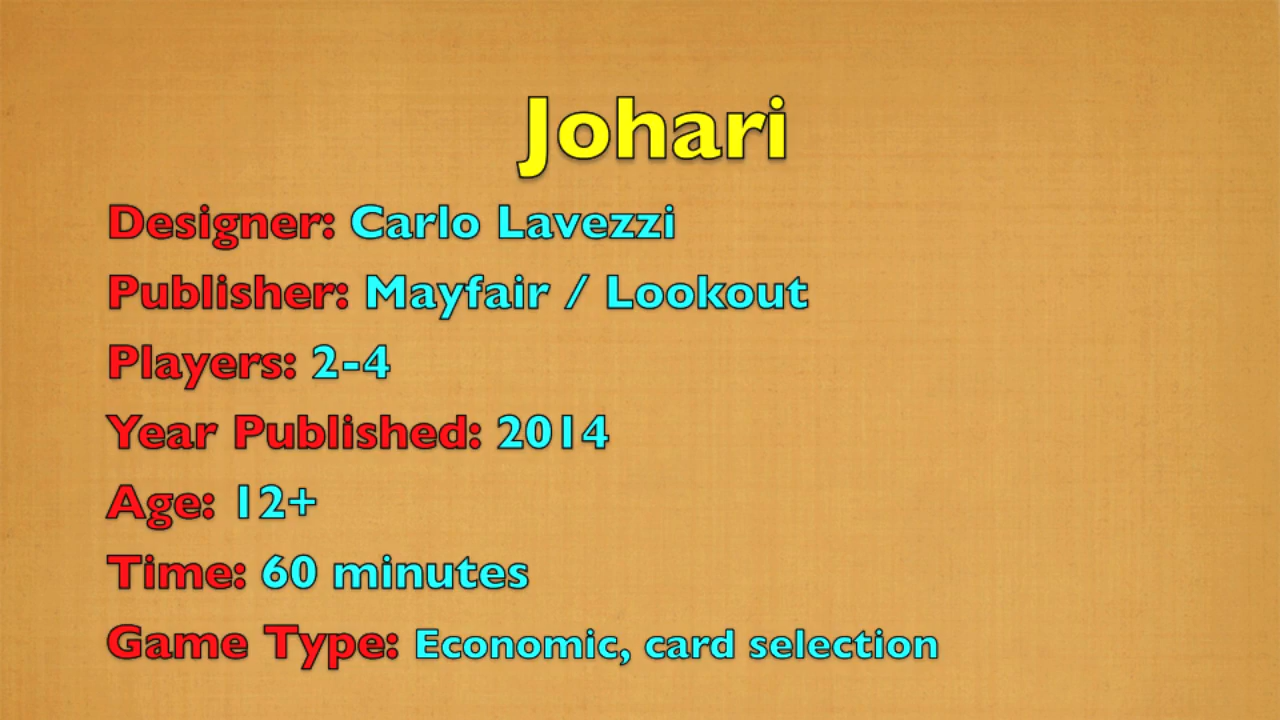 Johari
Designer: Carlo Lavezzi
Publisher: Mayfair / Lookout
Players: 2-4
Year Published: 2014
Age: 12+
Time: 60 minutes
Game Type: Economic, card selection